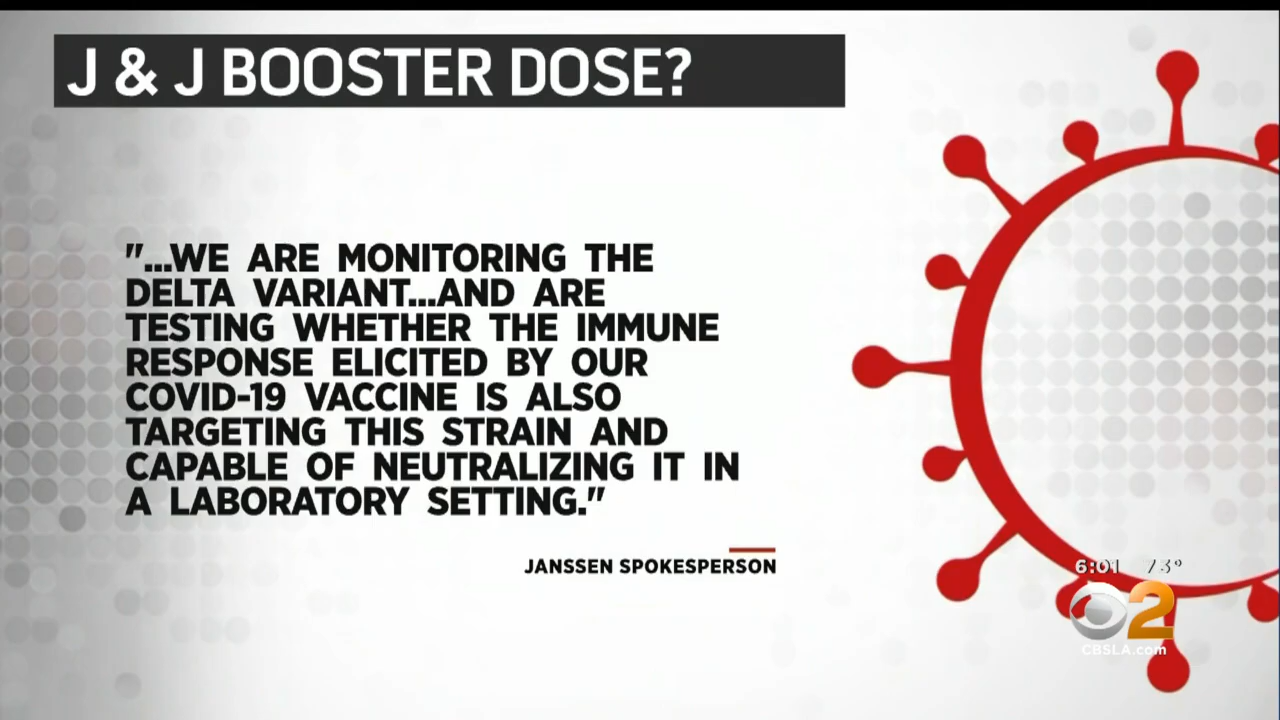 J & J BOOSTER DOSE?
"...WE ARE MONITORING THE
DELTA VARIANT...AND ARE
TESTING WHETHER THE IMMUNE
RESPONSE ELICITED BY OUR
COVID-19 VACCINE IS ALSO
TARGETING THIS STRAIN AND
CAPABLE OF NEUTRALIZING IT IN
A LABORATORY SETTING."
JANSSEN SPOKESPERSON
6:01 73°
2
CBSLA.com